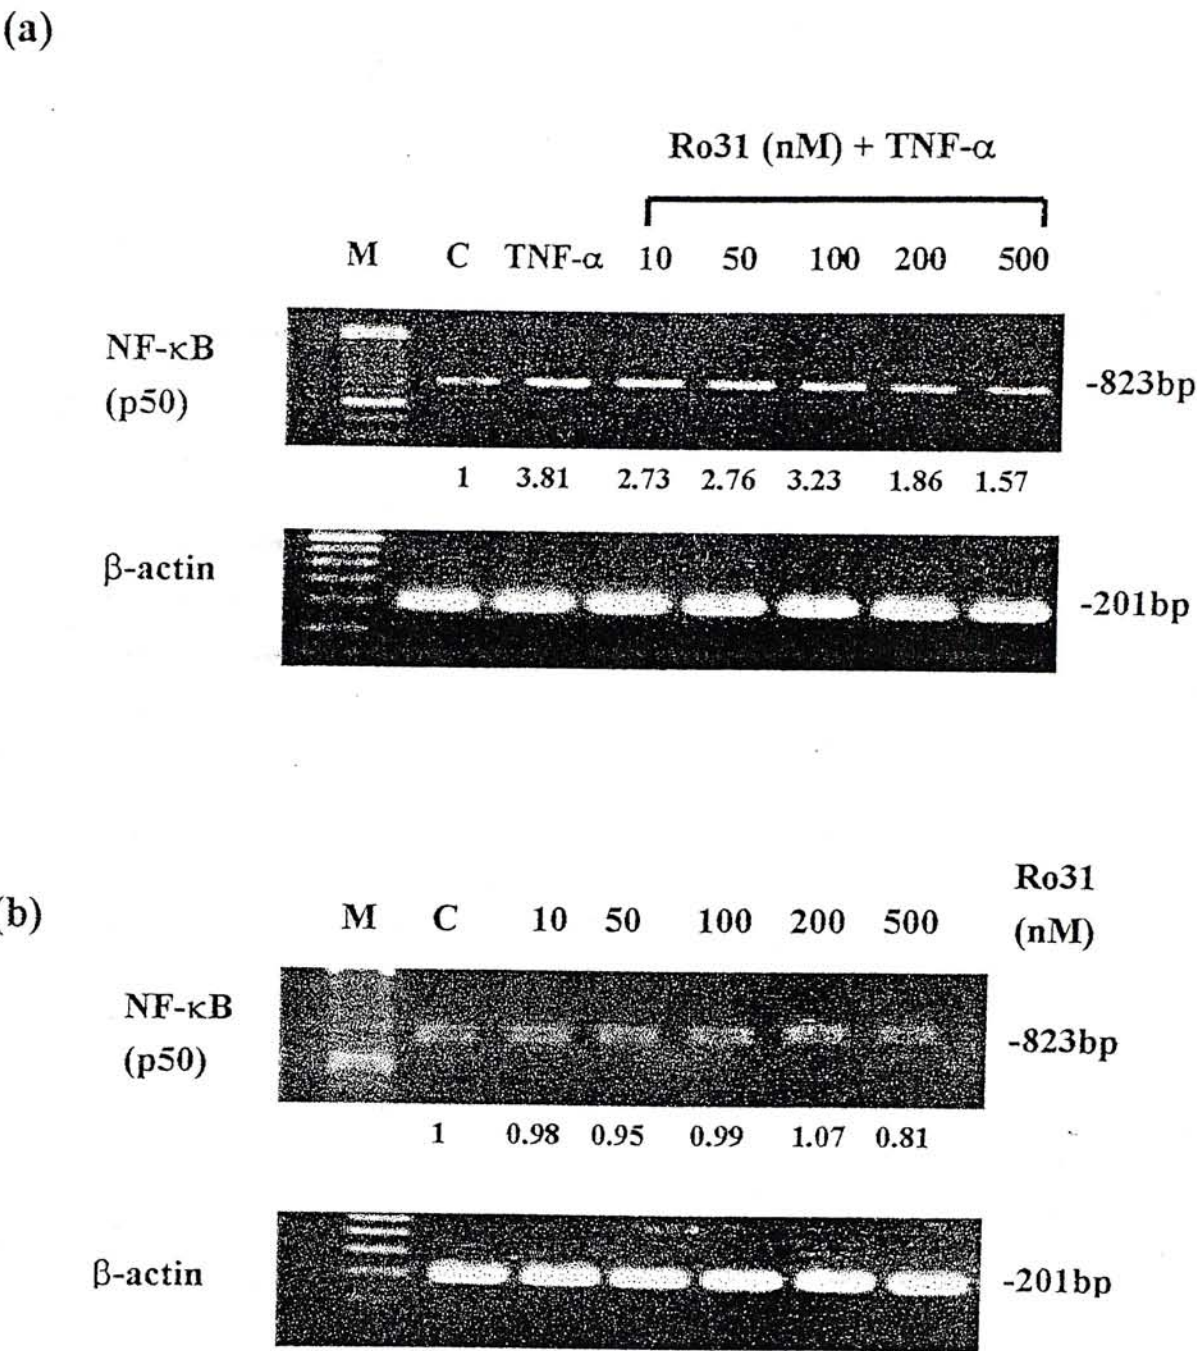 (a)
Ro31 (nM) + TNF-α
M C TNF-α 10 50 100 200 500
NF-κB
(p50)
-823bp
1 3.81 2.73 2.76 3.23 1.86 1.57
β-actin
-201bp
Ro31
(nM)
(b)
M C 10 50 100 200 500
NF-κB
(p50)
-823bp
1 0.98 0.95 0.99 1.07 0.81
β-actin
-201bp